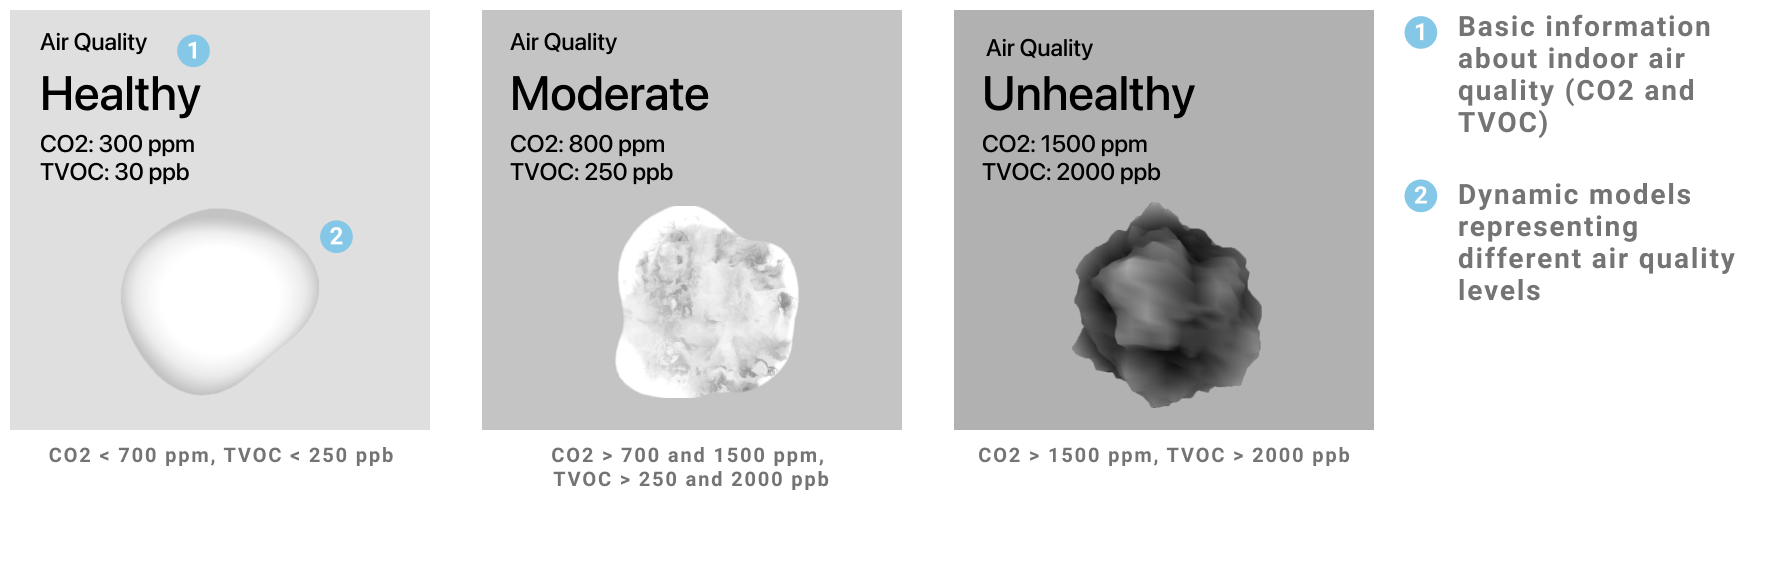 Air Quality
1
Healthy
CO2: 300 ppm
TVOC: 30 ppb
2
CO2 < 700 ppm, TVOC < 250 ppb
Air Quality
Moderate
CO2: 800 ppm
TVOC: 250 ppb
CO2 > 700 and 1500 ppm,
TVOC > 250 and 2000 ppb
Air Quality
Unhealthy
CO2: 1500 ppm
TVOC: 2000 ppb
CO2 > 1500 ppm, TVOC > 2000 ppb
1 Basic information
about indoor air
quality (CO2 and
TVOC)
2 Dynamic models
representing
different air quality
levels